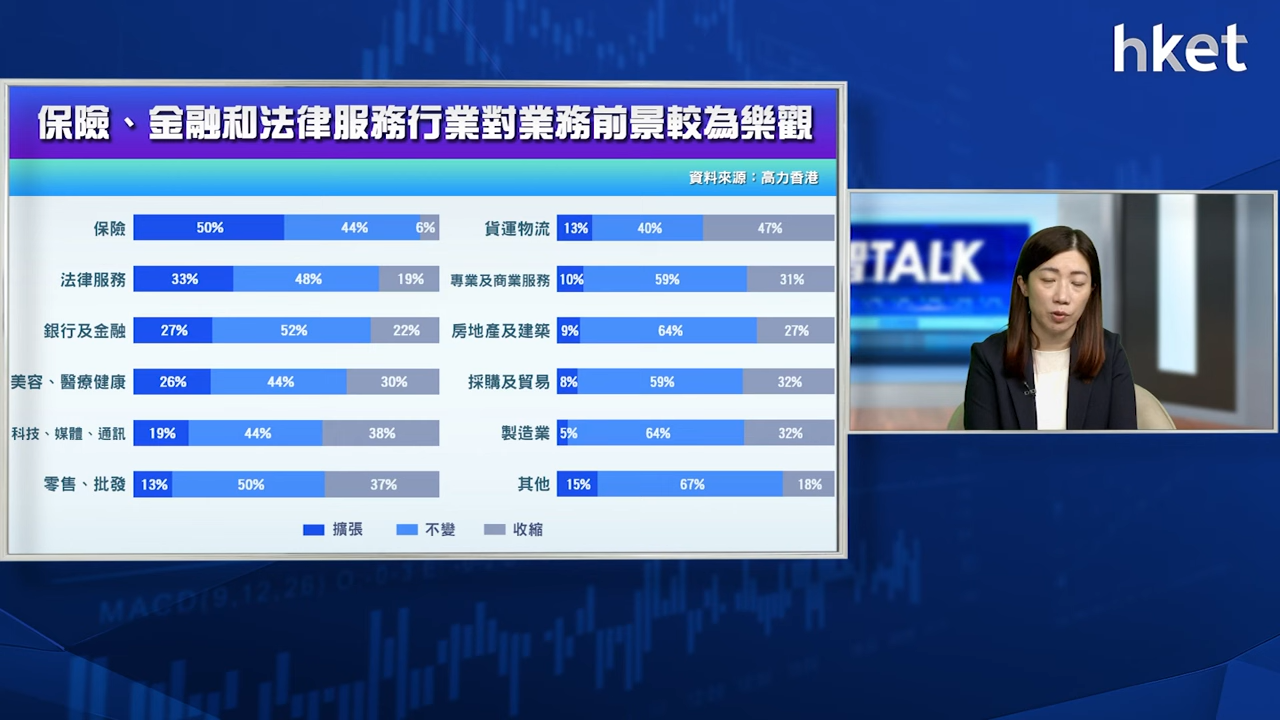 hket
保險、金融和法律服務行業對業務前景較為樂觀
資料來源：高力香港
保險 50% 44% 6%
法律服務 33% 48% 19%
銀行及金融 27% 52% 22%
美容、醫療健康 26% 44% 30%
科技、媒體、通訊 19% 44% 38%
零售、批發 13% 50% 37%
貨運物流 13% 40% 47%
專業及商業服務 10% 59% 31%
房地產及建築 9% 64% 27%
採購及貿易 8% 59% 32%
製造業 5% 64% 32%
其他 15% 67% 18%
擴張 不變 收縮
TALK
MACD(9,12,26)